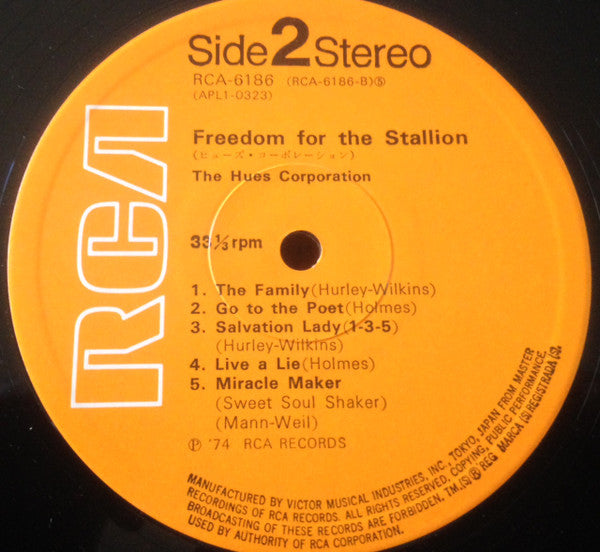 Side 2 Stereo
RCA-6186 (RCA-6186-B)Ⓢ
(APL1-0323)
Freedom for the Stallion
(ヒューズ・コーポレーション)
The Hues Corporation
33⅓ rpm
1. The Family (Hurley-Wilkins)
2. Go to the Poet (Holmes)
3. Salvation Lady (1-3-5)
(Hurley-Wilkins)
4. Live a Lie (Holmes)
5. Miracle Maker
(Sweet Soul Shaker)
(Mann-Weil)
Ⓟ '74 RCA RECORDS
RCA
MANUFACTURED BY VICTOR MUSICAL INDUSTRIES, INC. TOKYO, JAPAN FROM MASTER
RECORDINGS OF RCA RECORDS. ALL RIGHTS RESERVED, COPYING, PUBLIC PERFORMANCE,
BROADCASTING OF THESE RECORDS ARE FORBIDDEN, TM.(S) ® REG MARCA (S) REGISTRADA (S).
USED BY AUTHORITY OF RCA CORPORATION.